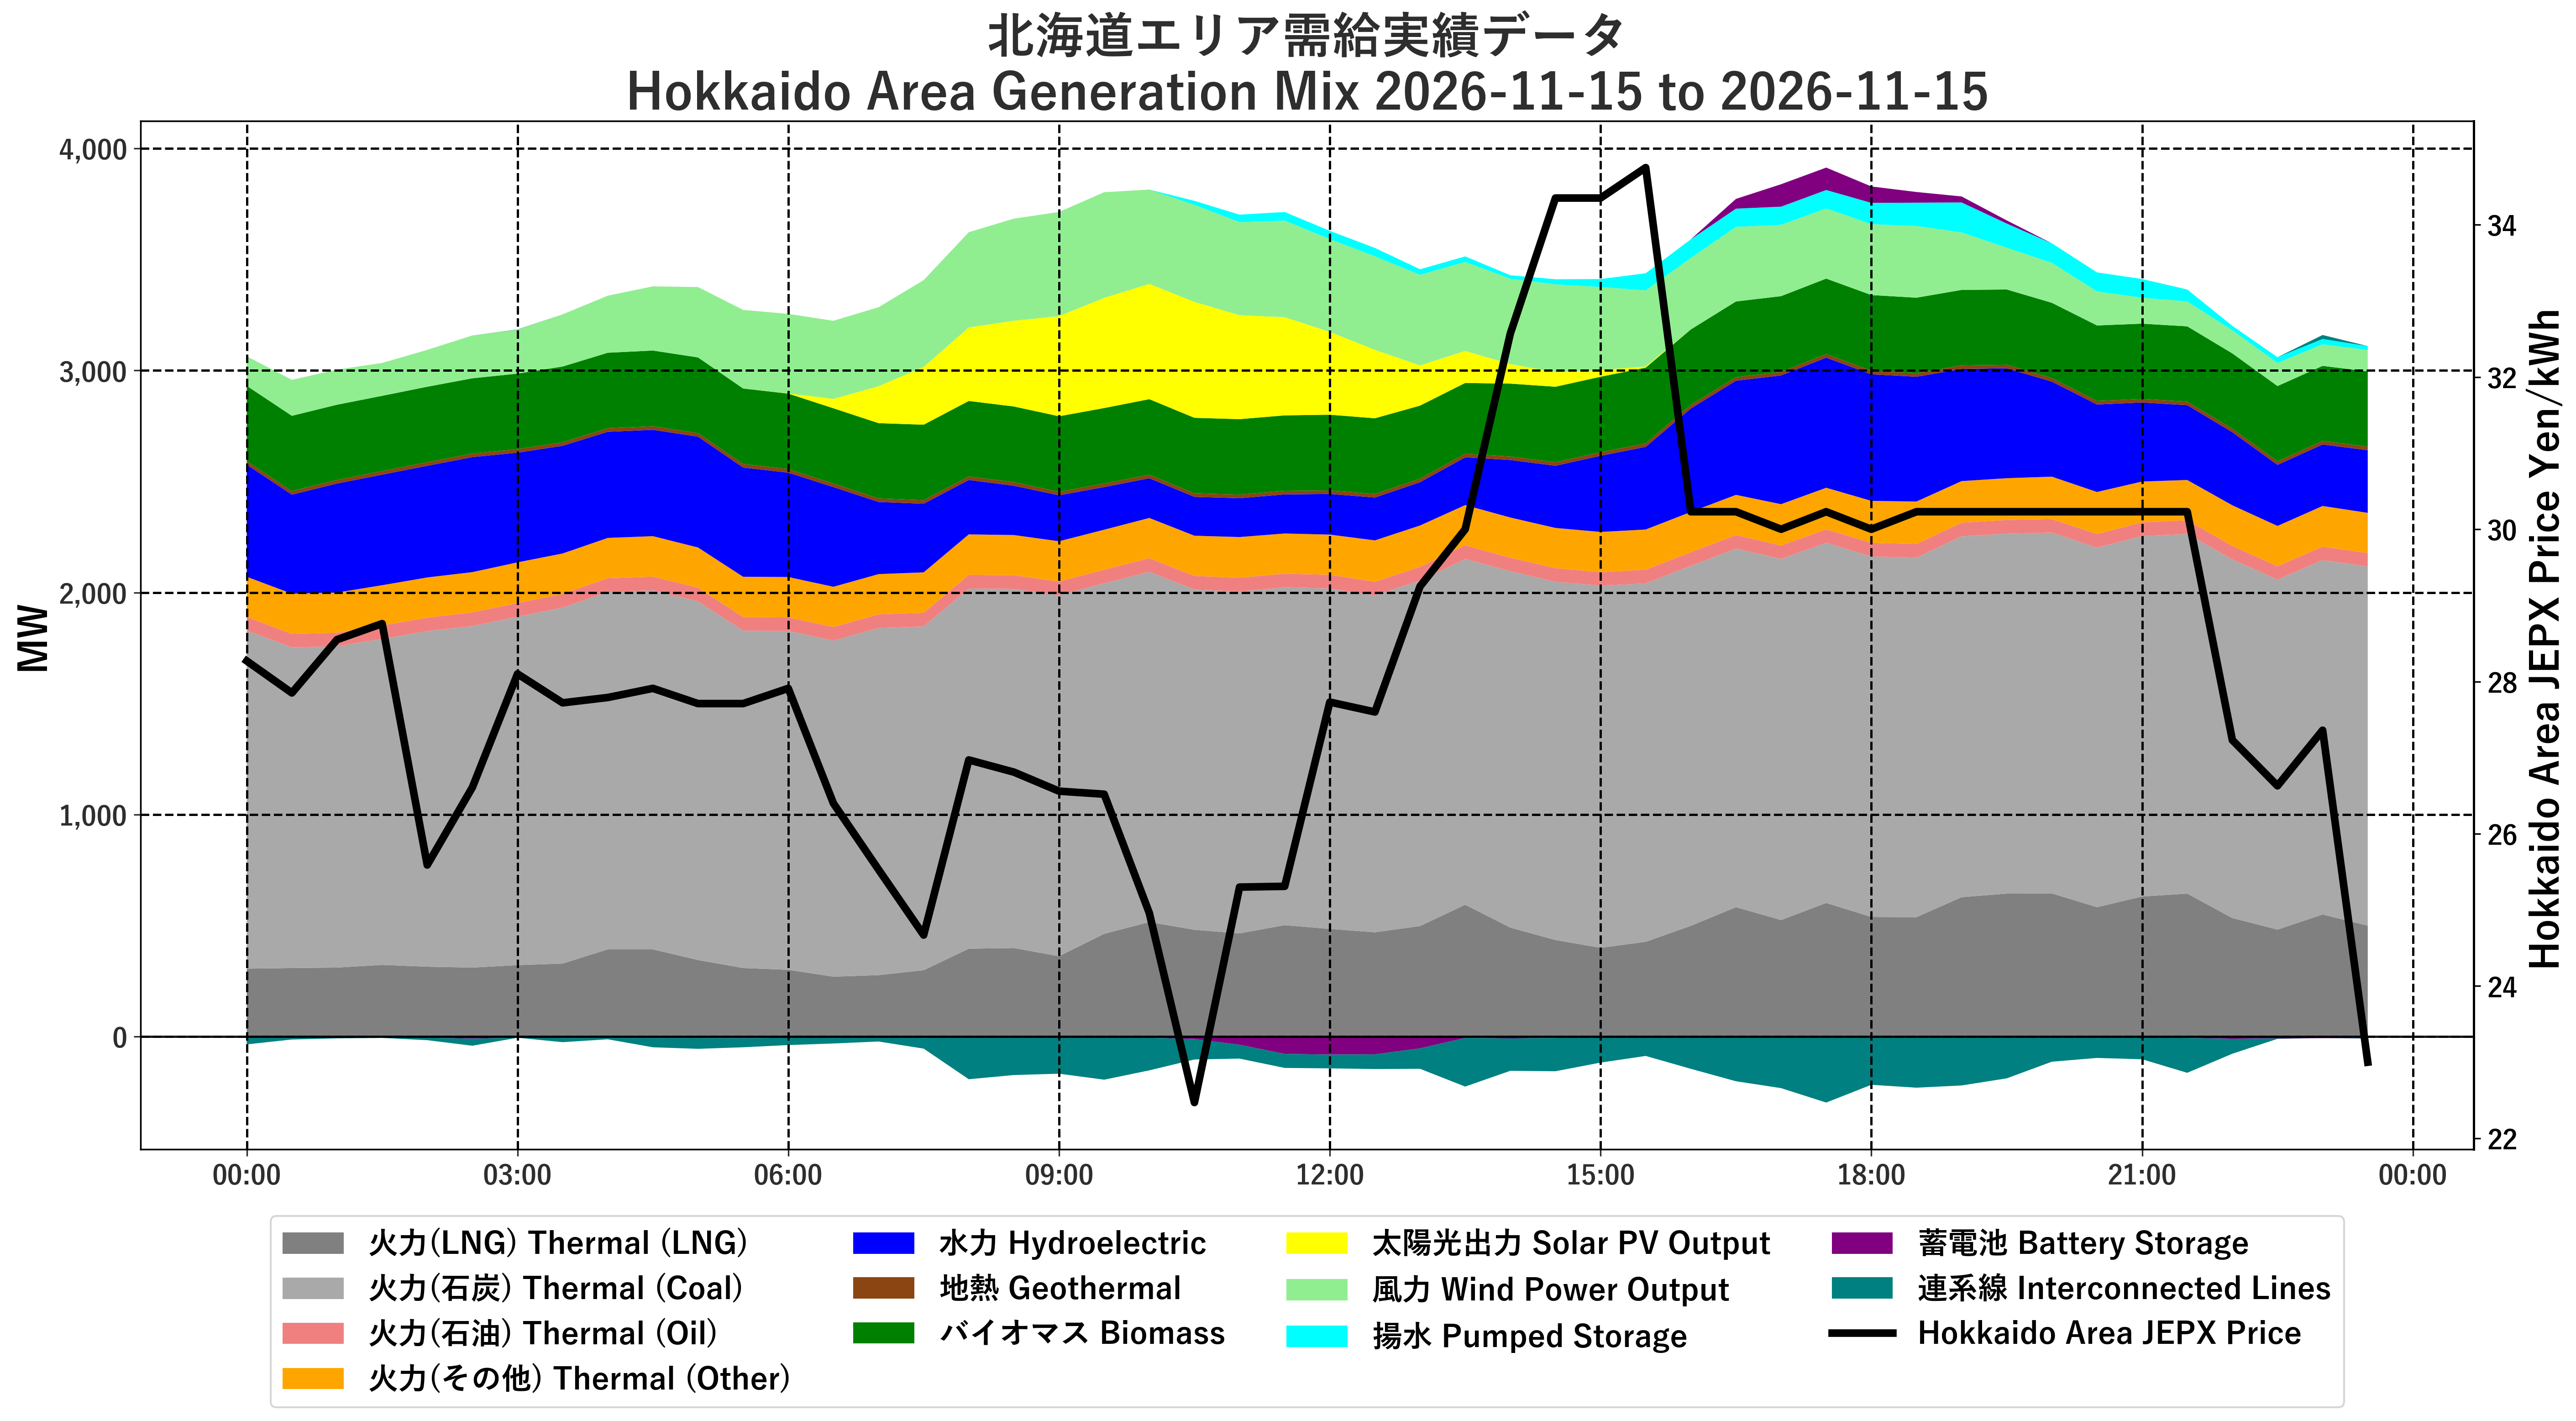 北海道エリア需給実績データ
Hokkaido Area Generation Mix 2026-11-15 to 2026-11-15
MW
4,000
3,000
2,000
1,000
0
34
32
30
28
26
24
22
Hokkaido Area JEPX Price Yen/kWh
00:00 03:00 06:00 09:00 12:00 15:00 18:00 21:00 00:00
火力(LNG) Thermal (LNG)
火力(石炭) Thermal (Coal)
火力(石油) Thermal (Oil)
火力(その他) Thermal (Other)
水力 Hydroelectric
地熱 Geothermal
バイオマス Biomass
太陽光出力 Solar PV Output
風力 Wind Power Output
揚水 Pumped Storage
蓄電池 Battery Storage
連系線 Interconnected Lines
Hokkaido Area JEPX Price